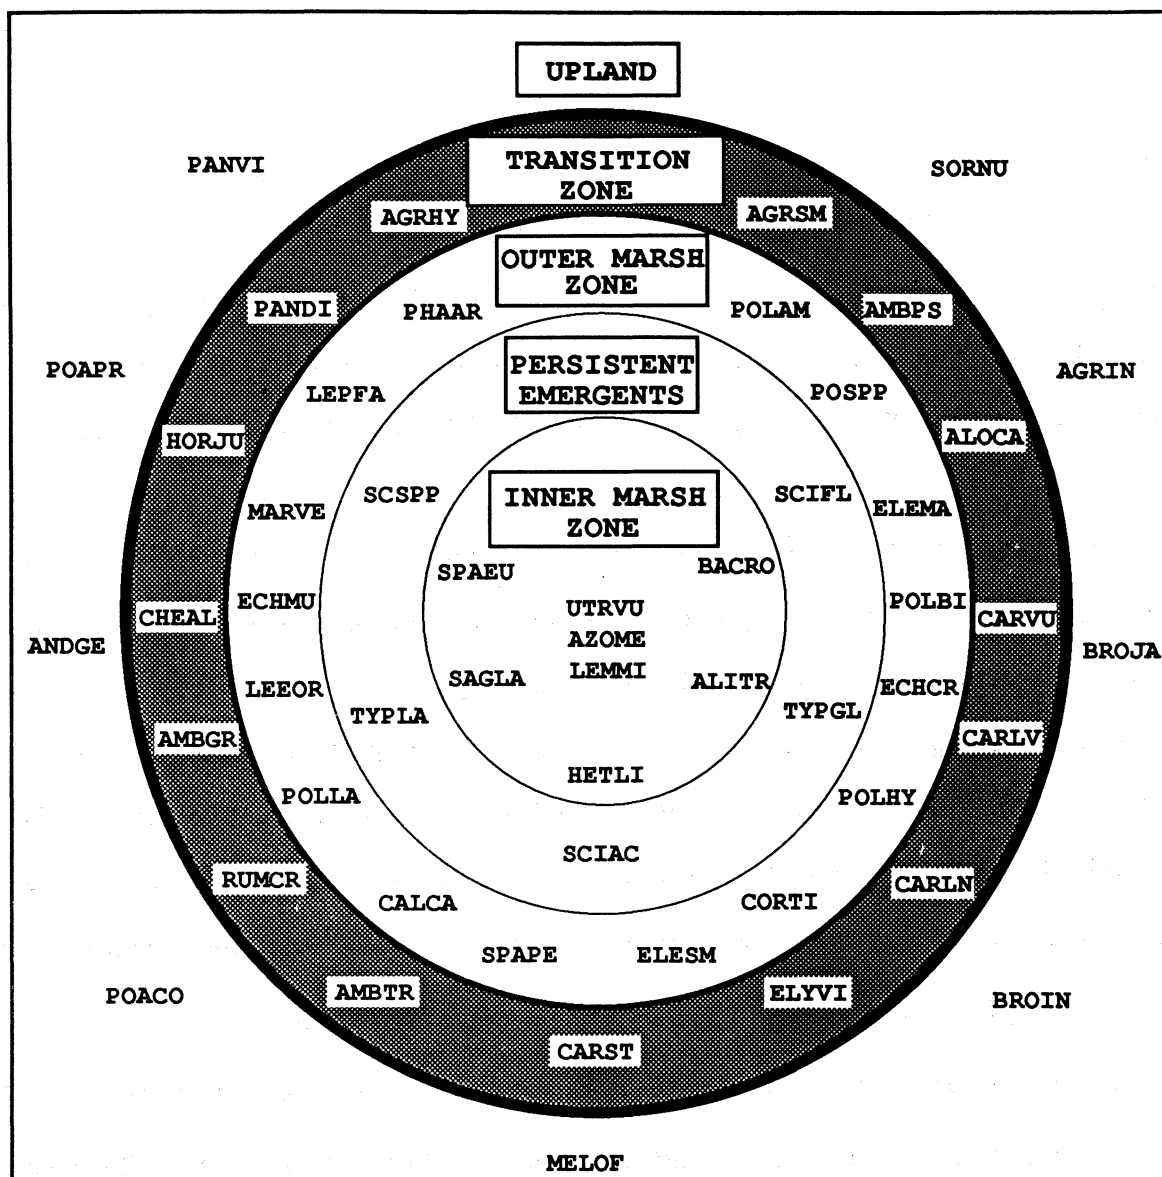 UPLAND
TRANSITION
ZONE
PANVI
SORNU
AGRHY
AGRSM
OUTER MARSH
ZONE
PANDI
PHAAR
POLAM
AMBPS
POAPR
PERSISTENT
EMERGENTS
AGRIN
LEPFA
POSPP
HORJU
ALOCA
SCSPP
INNER MARSH
ZONE
SCIFL
MARVE
ELEMA
SPAEU
BACRO
ECHMU
UTRVU
POLBI
CHEAL
CARVU
AZOME
ANDGE
BROJA
LEMMI
SAGLA
ALITR
LEEOR
ECHCR
TYPLA
TYPGL
AMBGR
CARLV
HETLI
POLLA
POLHY
SCIAC
RUMCR
CARLN
CALCA
CORTI
SPAPE
ELESM
POACO
AMBTR
ELYVI
BROIN
CARST
MELOF